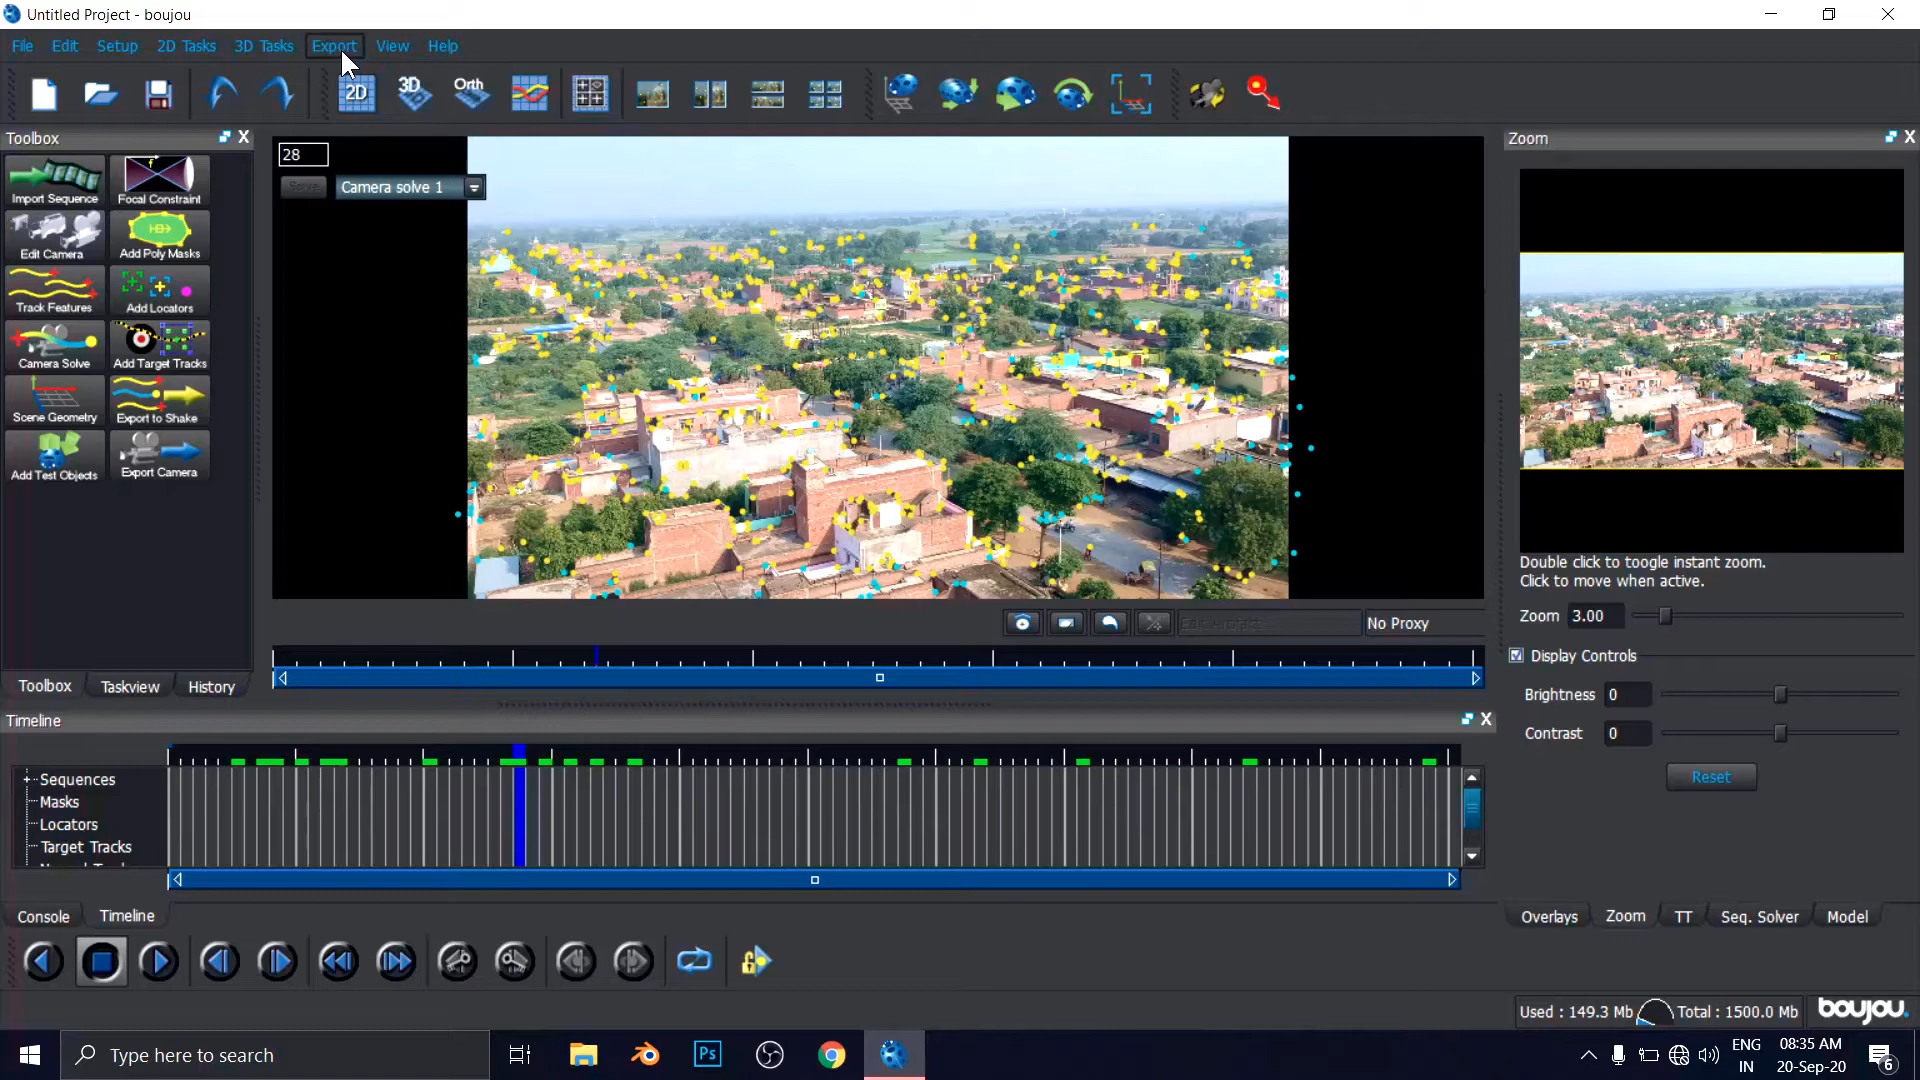 Untitled Project - boujou
File Edit Setup 2D Tasks 3D Tasks Export View Help
2D 3D Orth
Toolbox
Import Sequence
Focal Constraint
Edit Camera
Add Poly Masks
Track Features
Add Locators
Camera Solve
Add Target Tracks
Scene Geometry
Export to Shake
Add Test Objects
Export Camera
28
Solve
Camera solve 1
No Proxy
Toolbox Taskview History
Zoom
Double click to toogle instant zoom.
Click to move when active.
Zoom 3.00
Display Controls
Brightness 0
Contrast 0
Reset
Timeline
Sequences
Masks
Locators
Target Tracks
Console Timeline
Overlays Zoom TT Seq. Solver Model
Used : 149.3 Mb Total : 1500.0 Mb boujou.
Type here to search
Ps
ENG
IN
08:35 AM
20-Sep-20
6